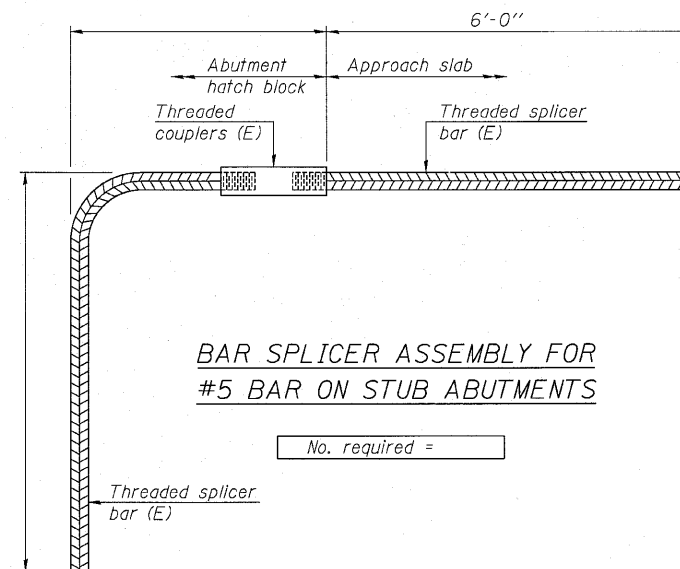 6'-0"
Abutment
hatch block
Approach slab
Threaded
couplers (E)
Threaded splicer
bar (E)
BAR SPLICER ASSEMBLY FOR
#5 BAR ON STUB ABUTMENTS
No. required =
Threaded splicer
bar (E)